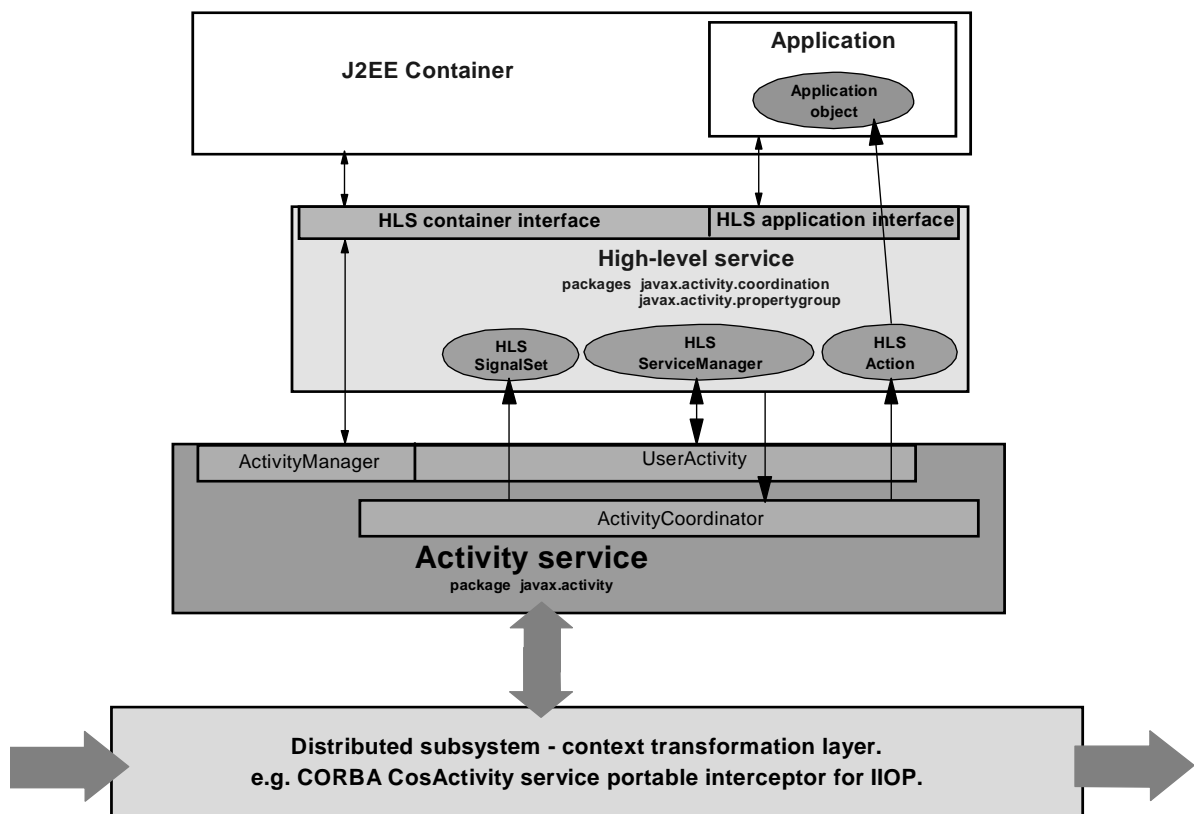 Application
J2EE Container
Application
object
HLS container interface
HLS application interface
High-level service
packages javax.activity.coordination
javax.activity.propertygroup
HLS
SignalSet
HLS
ServiceManager
HLS
Action
ActivityManager
UserActivity
ActivityCoordinator
Activity service
package javax.activity
Distributed subsystem - context transformation layer.
e.g. CORBA CosActivity service portable interceptor for IIOP.